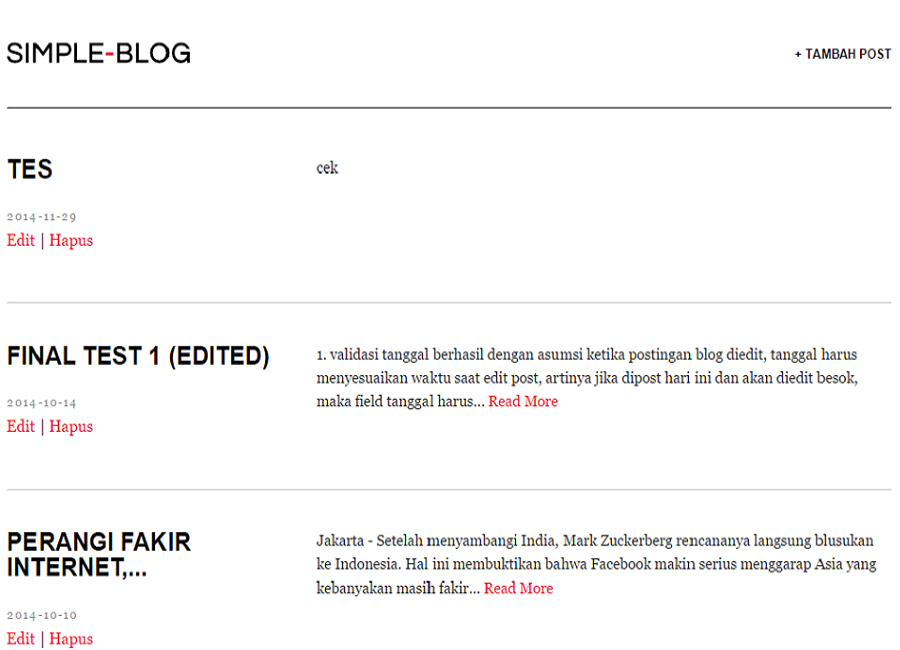 SIMPLE-BLOG
+ TAMBAH POST
TES
cek
2014-11-29
Edit | Hapus
FINAL TEST 1 (EDITED)
1. validasi tanggal berhasil dengan asumsi ketika postingan blog diedit, tanggal harus
menyesuaikan waktu saat edit post, artinya jika dipost hari ini dan akan diedit besok,
maka field tanggal harus... Read More
2014-10-14
Edit | Hapus
PERANGI FAKIR
INTERNET,...
Jakarta - Setelah menyambangi India, Mark Zuckerberg rencananya langsung blusukan
ke Indonesia. Hal ini membuktikan bahwa Facebook makin serius menggarap Asia yang
kebanyakan masih fakir... Read More
2014-10-10
Edit | Hapus